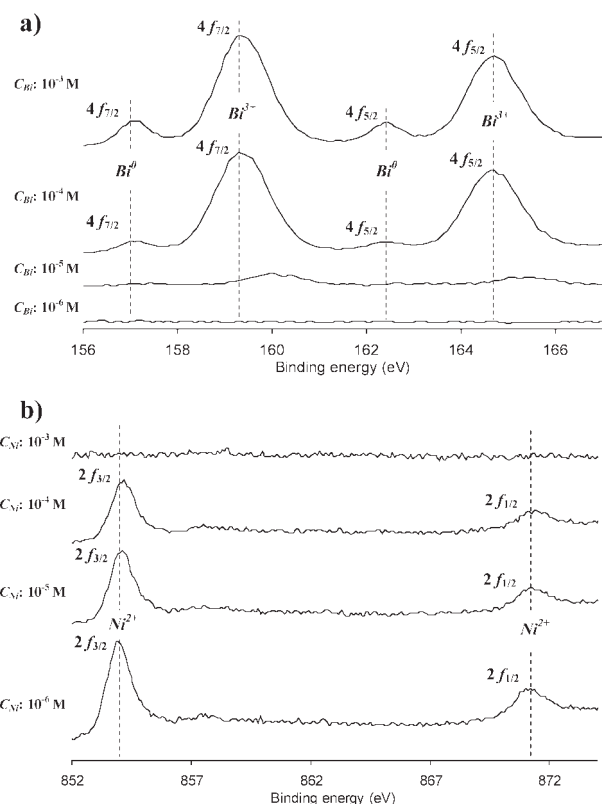 a)
4 f7/2
4 f5/2
CBi: 10-3 M
4 f7/2
Bi3+
4 f5/2
Bi3+
Bi0
4 f7/2
Bi0
4 f5/2
CBi: 10-4 M
4 f7/2
4 f5/2
CBi: 10-5 M
CBi: 10-6 M
156 158 160 162 164 166
Binding energy (eV)
b)
CNi: 10-3 M
2 f3/2
CNi: 10-4 M
2 f1/2
2 f3/2
CNi: 10-5 M
2 f1/2
Ni2+
Ni2+
2 f3/2
2 f1/2
CNi: 10-6 M
852 857 862 867 872
Binding energy (eV)